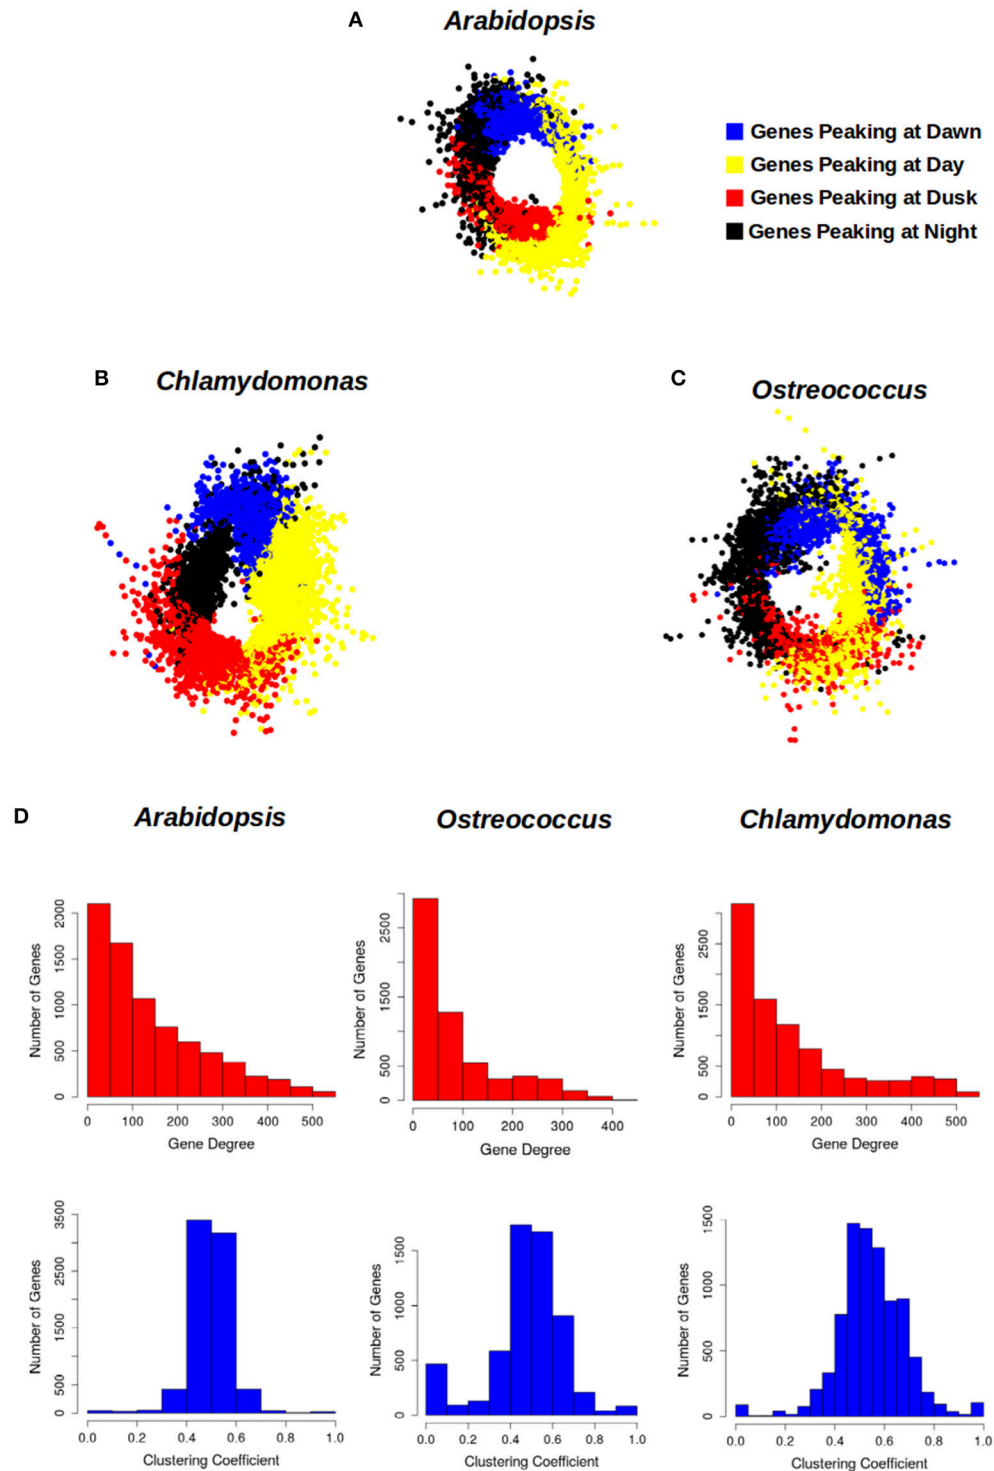 A
Arabidopsis
Genes Peaking at Dawn
Genes Peaking at Day
Genes Peaking at Dusk
Genes Peaking at Night
B
Chlamydomonas
C
Ostreococcus
D
Arabidopsis
Ostreococcus
Chlamydomonas
Number of Genes
0 500 1000 1500 2000
0 100 200 300 400 500
Gene Degree
Number of Genes
0 500 1500 2500
0 100 200 300 400
Gene Degree
Number of Genes
0 500 1500 2500
0 100 200 300 400 500
Gene Degree
Number of Genes
0 500 1500 2500 3500
0.0 0.2 0.4 0.6 0.8 1.0
Clustering Coefficient
Number of Genes
0 500 1000 1500
0.0 0.2 0.4 0.6 0.8 1.0
Clustering Coefficient
Number of Genes
0 500 1000 1500
0.0 0.2 0.4 0.6 0.8 1.0
Clustering Coefficient